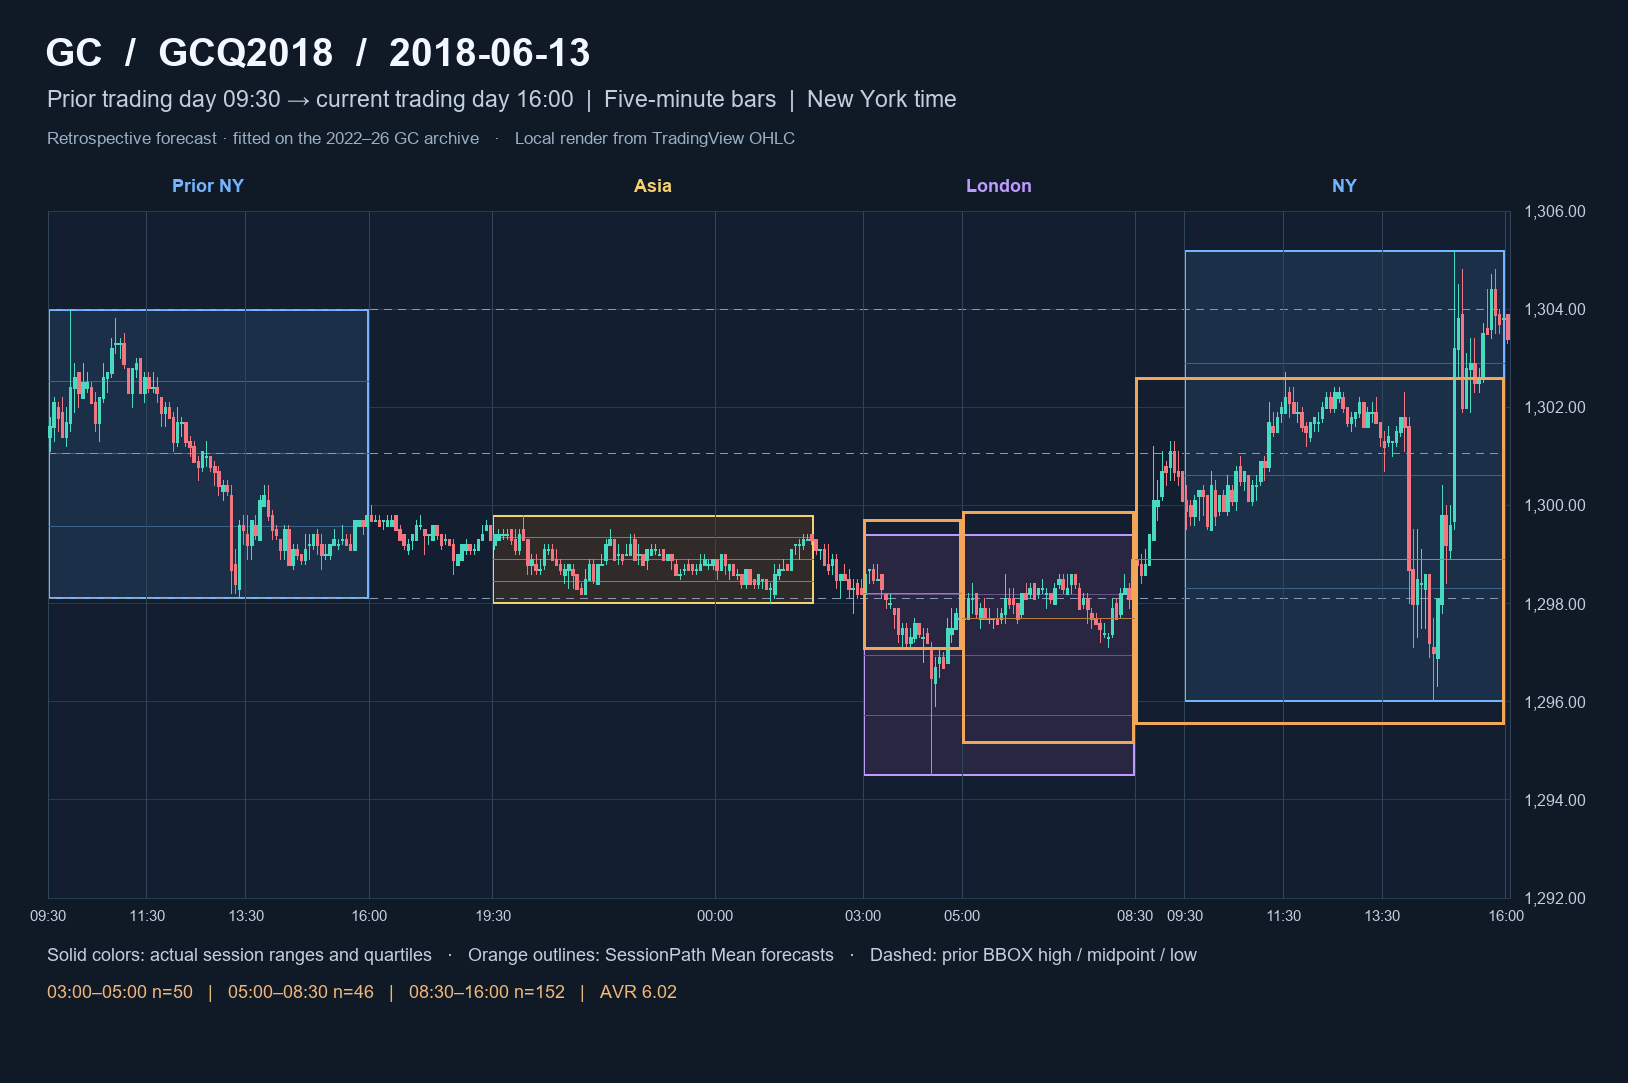 GC / GCQ2018 / 2018-06-13
Prior trading day 09:30 → current trading day 16:00 | Five-minute bars | New York time
Retrospective forecast · fitted on the 2022–26 GC archive · Local render from TradingView OHLC
Prior NY Asia London NY
1,306.00
1,304.00
1,302.00
1,300.00
1,298.00
1,296.00
1,294.00
1,292.00
09:30 11:30 13:30 16:00 19:30 00:00 03:00 05:00 08:30 09:30 11:30 13:30 16:00
Solid colors: actual session ranges and quartiles · Orange outlines: SessionPath Mean forecasts · Dashed: prior BBOX high / midpoint / low
03:00–05:00 n=50 | 05:00–08:30 n=46 | 08:30–16:00 n=152 | AVR 6.02